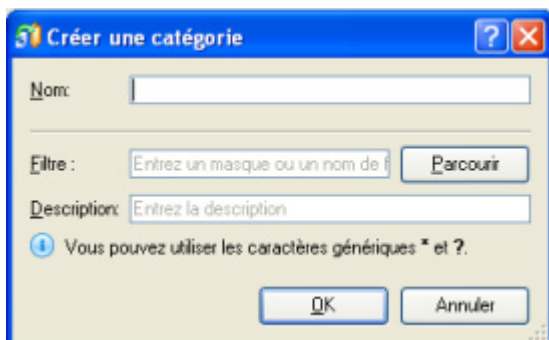 Créer une catégorie
Nom:
Filtre : Entrez un masque ou un nom de f Parcourir
Description: Entrez la description
Vous pouvez utiliser les caractères génériques * et ?.
OK Annuler